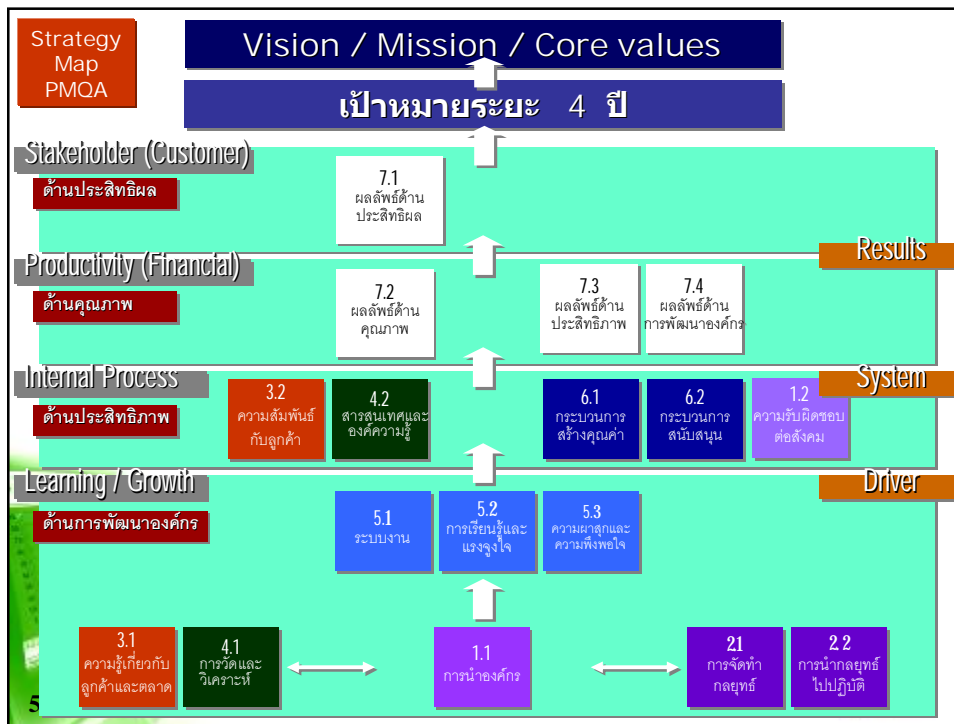 Strategy
Map
PMQA
Vision / Mission / Core values
เป้าหมายระยะ 4 ปี
Stakeholder (Customer)
ด้านประสิทธิผล
7.1
ผลลัพธ์ด้าน
ประสิทธิผล
Results
Productivity (Financial)
ด้านคุณภาพ
7.2
ผลลัพธ์ด้าน
คุณภาพ
7.3
ผลลัพธ์ด้าน
ประสิทธิภาพ
7.4
ผลลัพธ์ด้าน
การพัฒนาองค์กร
Internal Process
System
ด้านประสิทธิภาพ
3.2
ความสัมพันธ์
กับลูกค้า
4.2
สารสนเทศและ
องค์ความรู้
6.1
กระบวนการ
สร้างคุณค่า
6.2
กระบวนการ
สนับสนุน
1.2
ความรับผิดชอบ
ต่อสังคม
Learning / Growth
Driver
ด้านการพัฒนาองค์กร
5.1
ระบบงาน
5.2
การเรียนรู้และ
แรงจูงใจ
5.3
ความผาสุกและ
ความพึงพอใจ
3.1
ความรู้เกี่ยวกับ
ลูกค้าและตลาด
4.1
การวัดและ
วิเคราะห์
1.1
การนำองค์กร
2.1
การจัดทำ
กลยุทธ์
2.2
การนำกลยุทธ์
ไปปฏิบัติ
5